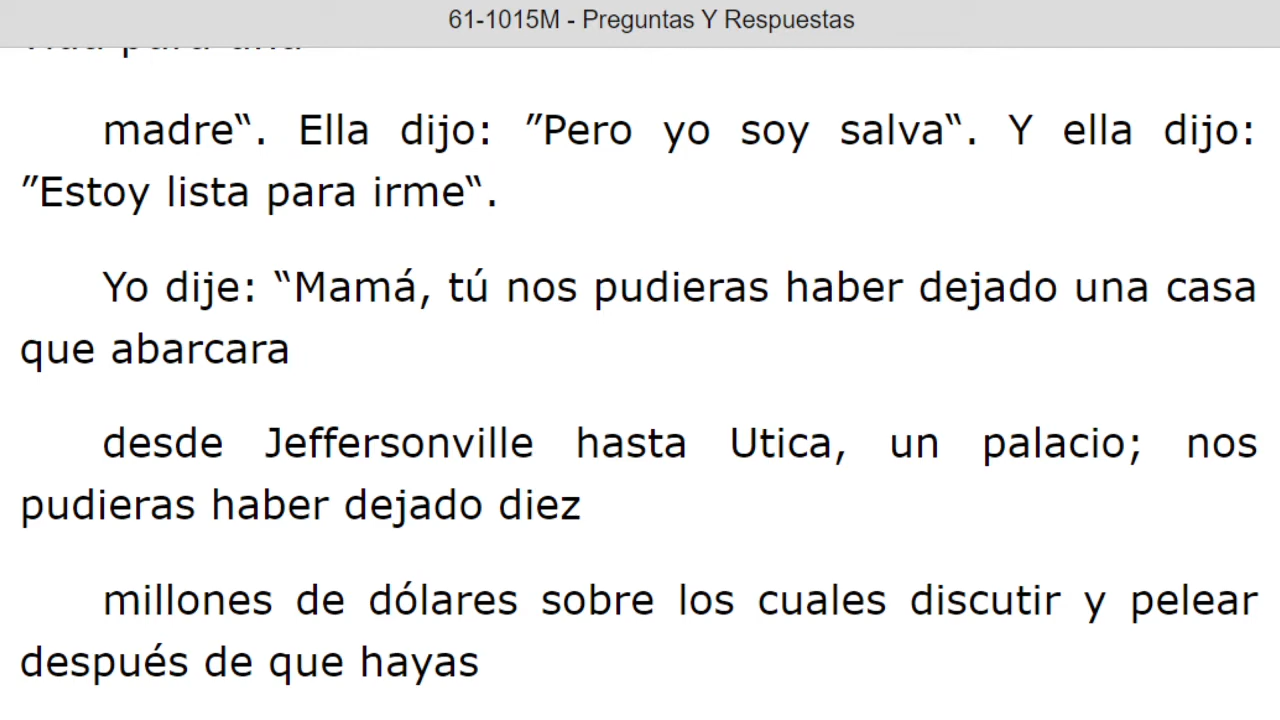 61-1015M - Preguntas Y Respuestas
madre“. Ella dijo: ”Pero yo soy salva“. Y ella dijo:
”Estoy lista para irme“.
Yo dije: “Mamá, tú nos pudieras haber dejado una casa
que abarcara
desde Jeffersonville hasta Utica, un palacio; nos
pudieras haber dejado diez
millones de dólares sobre los cuales discutir y pelear
después de que hayas